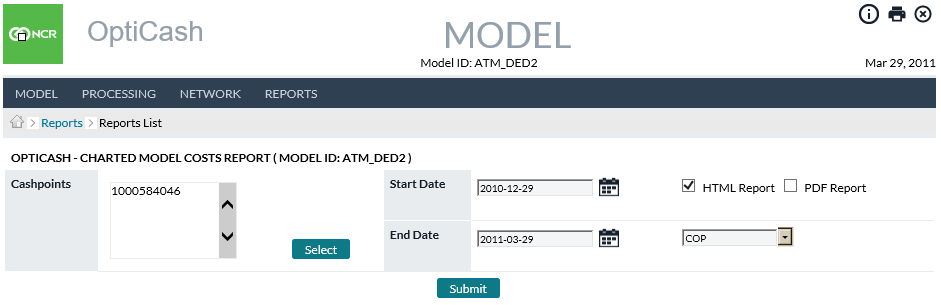 NCR
OptiCash
MODEL
Model ID: ATM_DED2
Mar 29, 2011
MODEL PROCESSING NETWORK REPORTS
Reports Reports List
OPTICASH - CHARTED MODEL COSTS REPORT ( MODEL ID: ATM_DED2 )
Cashpoints
1000584046
Select
Start Date
2010-12-29
HTML Report PDF Report
End Date
2011-03-29
COP
Submit